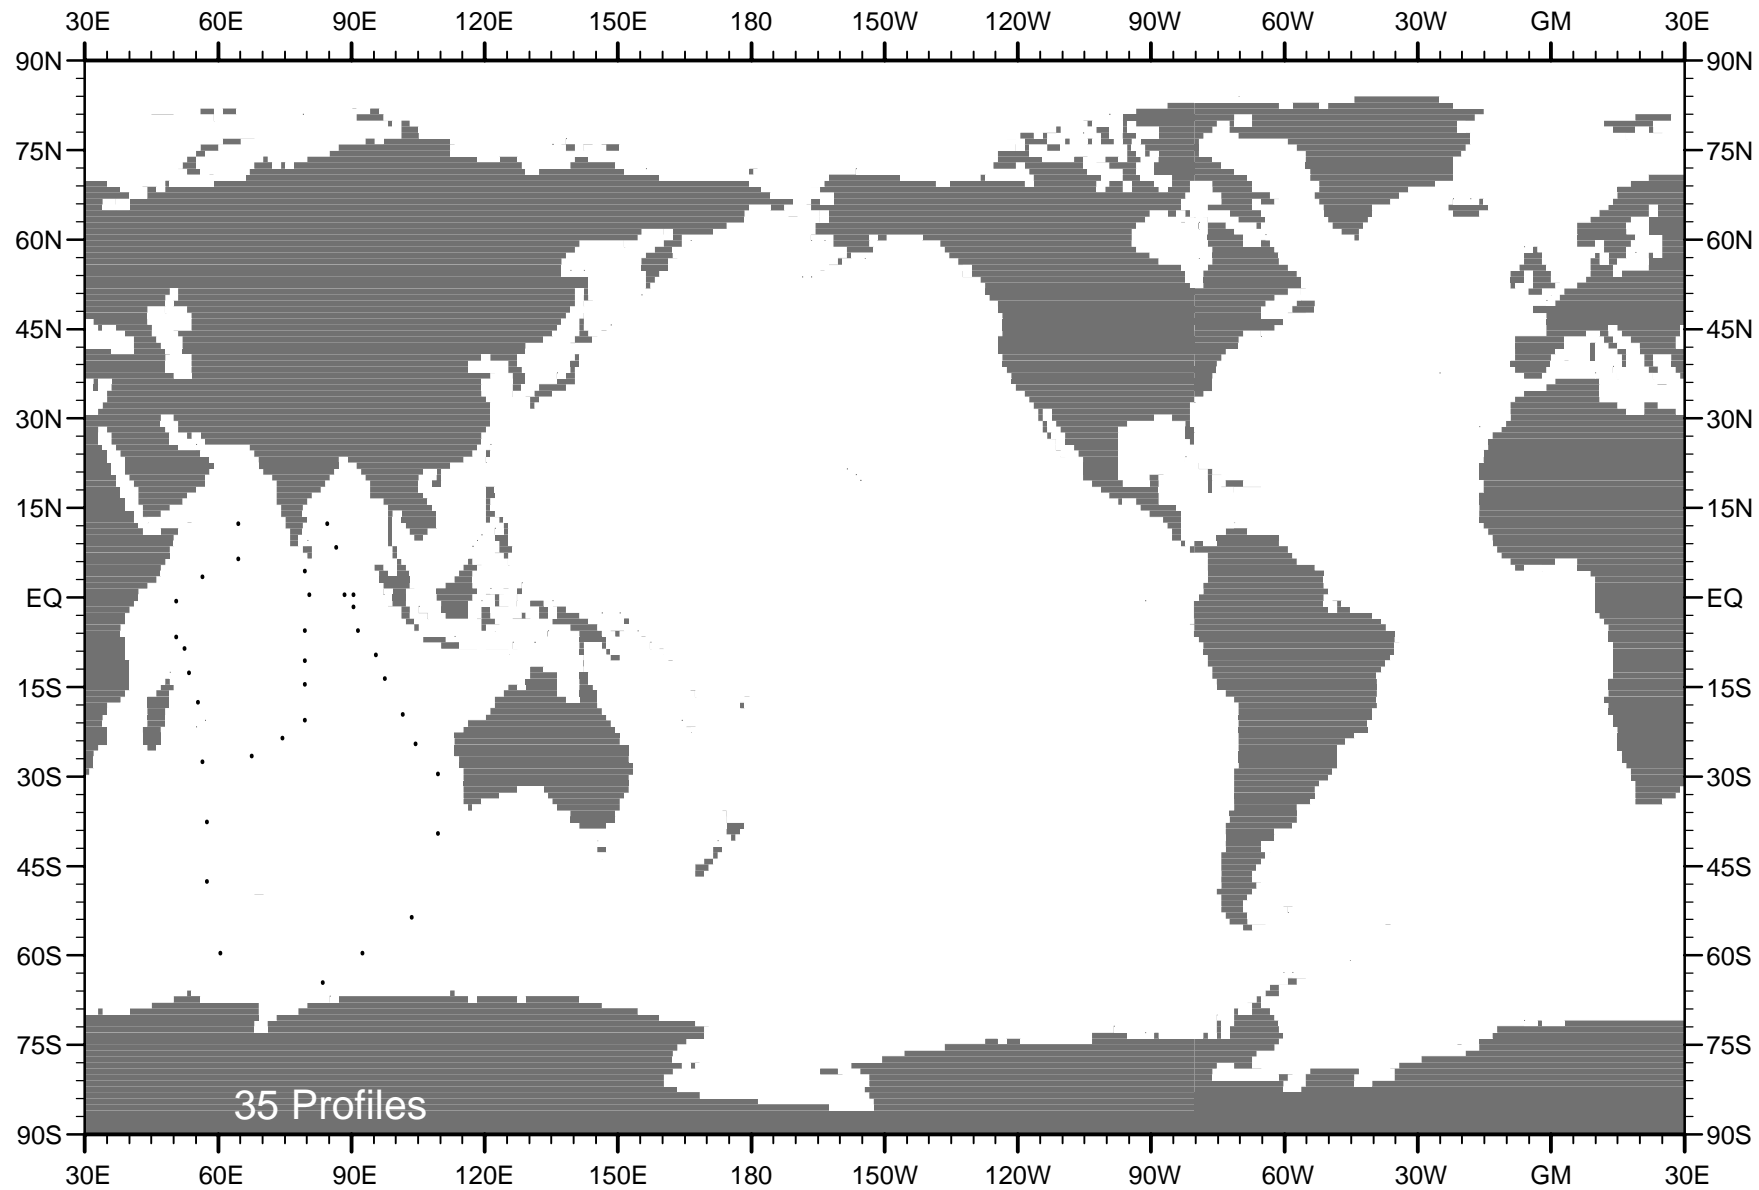 30E 60E 90E 120E 150E 180 150W 120W 90W 60W 30W GM 30E
90N 90N
75N 75N
60N 60N
45N 45N
30N 30N
15N 15N
EQ EQ
15S 15S
30S 30S
45S 45S
60S 60S
75S 75S
35 Profiles
90S 90S
30E 60E 90E 120E 150E 180 150W 120W 90W 60W 30W GM 30E